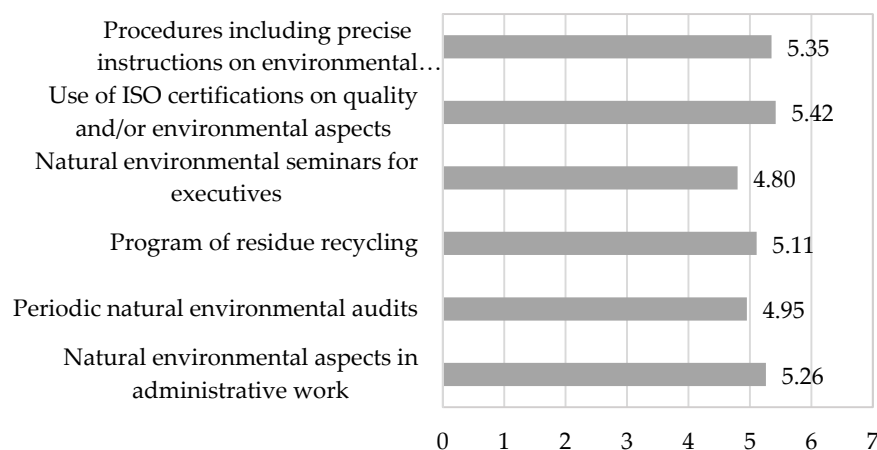 Procedures including precise
instructions on environmental…
5.35
Use of ISO certifications on quality
and/or environmental aspects
5.42
Natural environmental seminars for
executives
4.80
Program of residue recycling
5.11
Periodic natural environmental audits
4.95
Natural environmental aspects in
administrative work
5.26
0 1 2 3 4 5 6 7